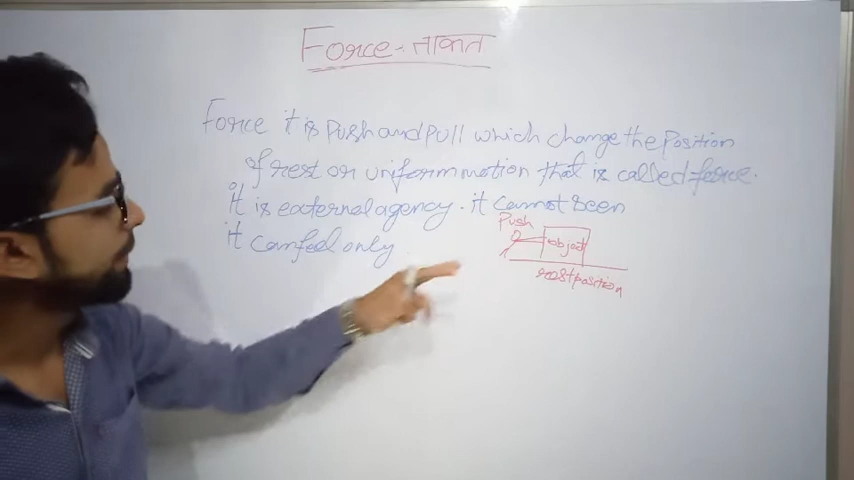 Force - ताकत
Force it is Push and Pull which change the Position
of rest or uniform motion that is called force.
It is external agency. it cannot seen
it can feel only
Push
object
rest position